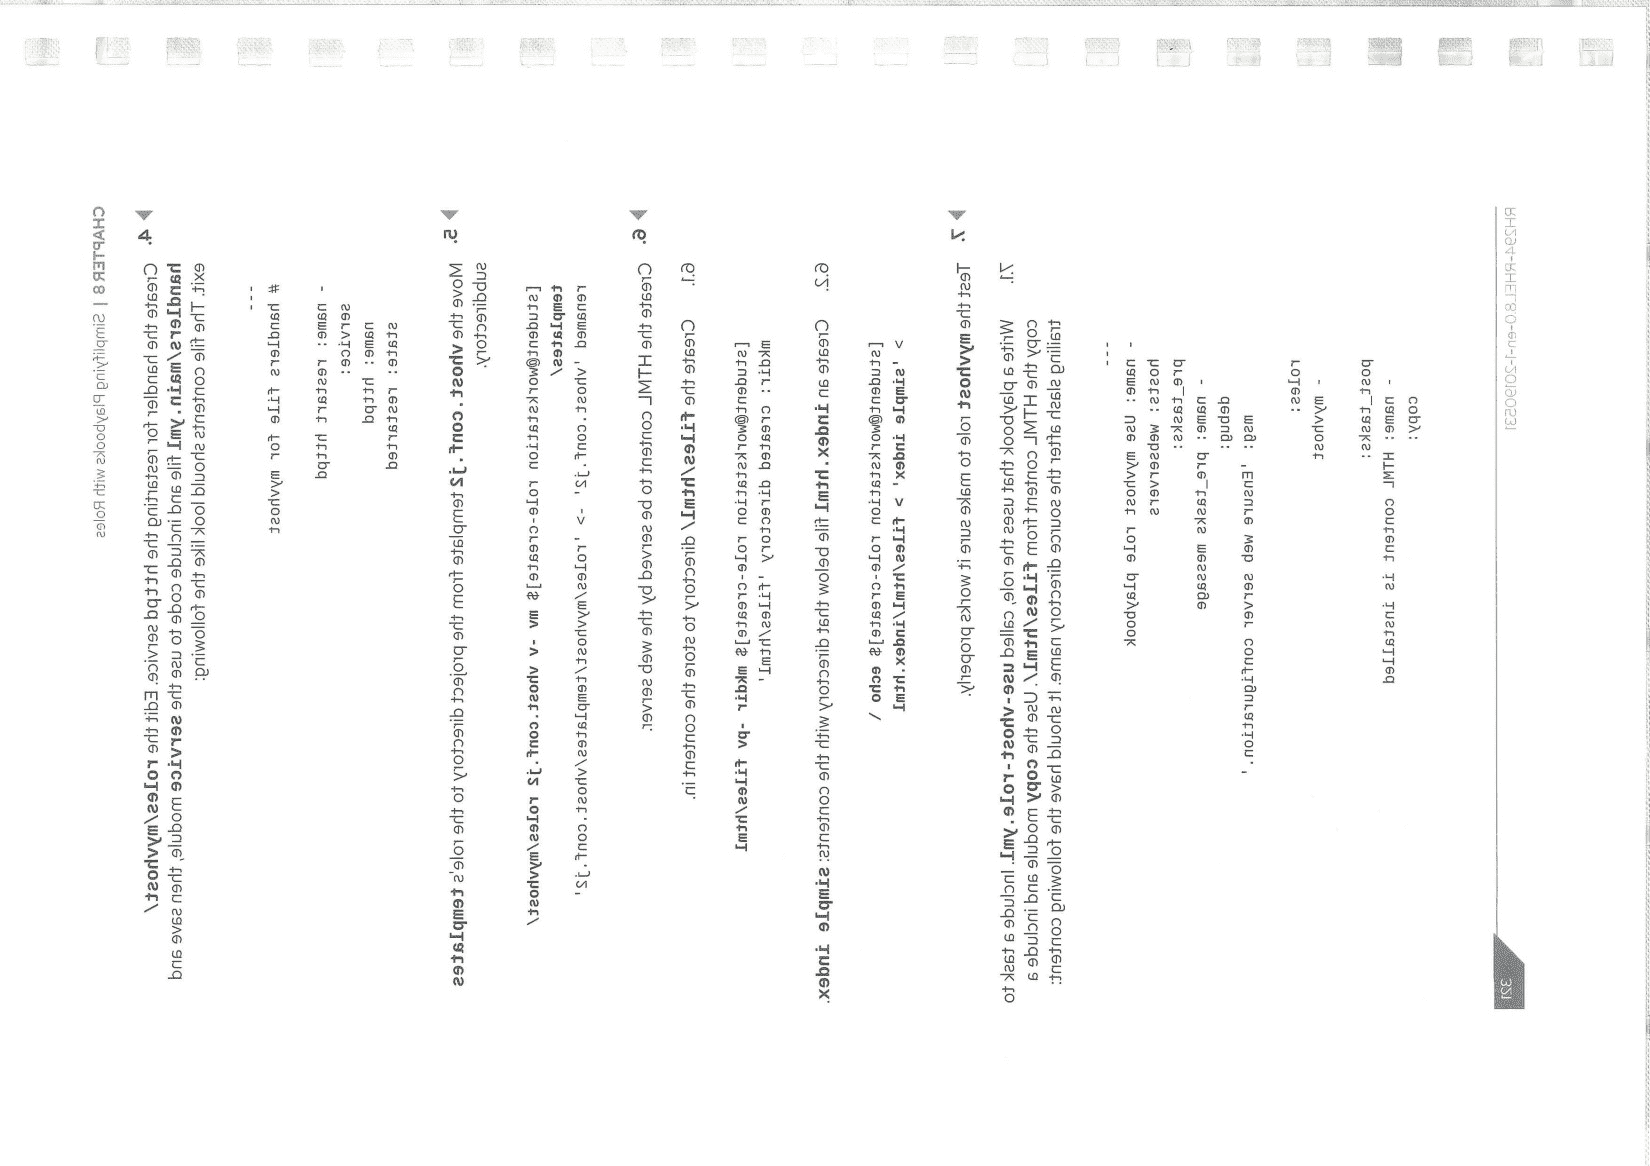 CHAPTER 8 | Simplifying Playbooks with Roles
4. Create the handler for restarting the httpd service. Edit the roles/myvhost/
handlers/main.yml file and include code to use the service module, then save and
exit. The file contents should look like the following:
---
# handlers file for myvhost
- name: restart httpd
service:
name: httpd
state: restarted
5. Move the vhost.conf.j2 template from the project directory to the role's templates
subdirectory.
[student@workstation role-create]$ mv -v vhost.conf.j2 roles/myvhost/
templates/
renamed 'vhost.conf.j2' -> 'roles/myvhost/templates/vhost.conf.j2'
6. Create the HTML content to be served by the web server.
6.1. Create the files/html/ directory to store the content in.
[student@workstation role-create]$ mkdir -pv files/html
mkdir: created directory 'files/html'
6.2. Create an index.html file below that directory with the contents: simple index.
[student@workstation role-create]$ echo \
> 'simple index' > files/html/index.html
7. Test the myvhost role to make sure it works properly.
7.1. Write a playbook that uses the role, called use-vhost-role.yml. Include a task to
copy the HTML content from files/html/. Use the copy module and include a
trailing slash after the source directory name. It should have the following content:
---
- name: Use myvhost role playbook
hosts: webservers
pre_tasks:
- name: pre_tasks message
debug:
msg: 'Ensure web server configuration.'
roles:
- myvhost
post_tasks:
- name: HTML content is installed
copy:
RH294-RHEL8.0-en-1-20190531
321